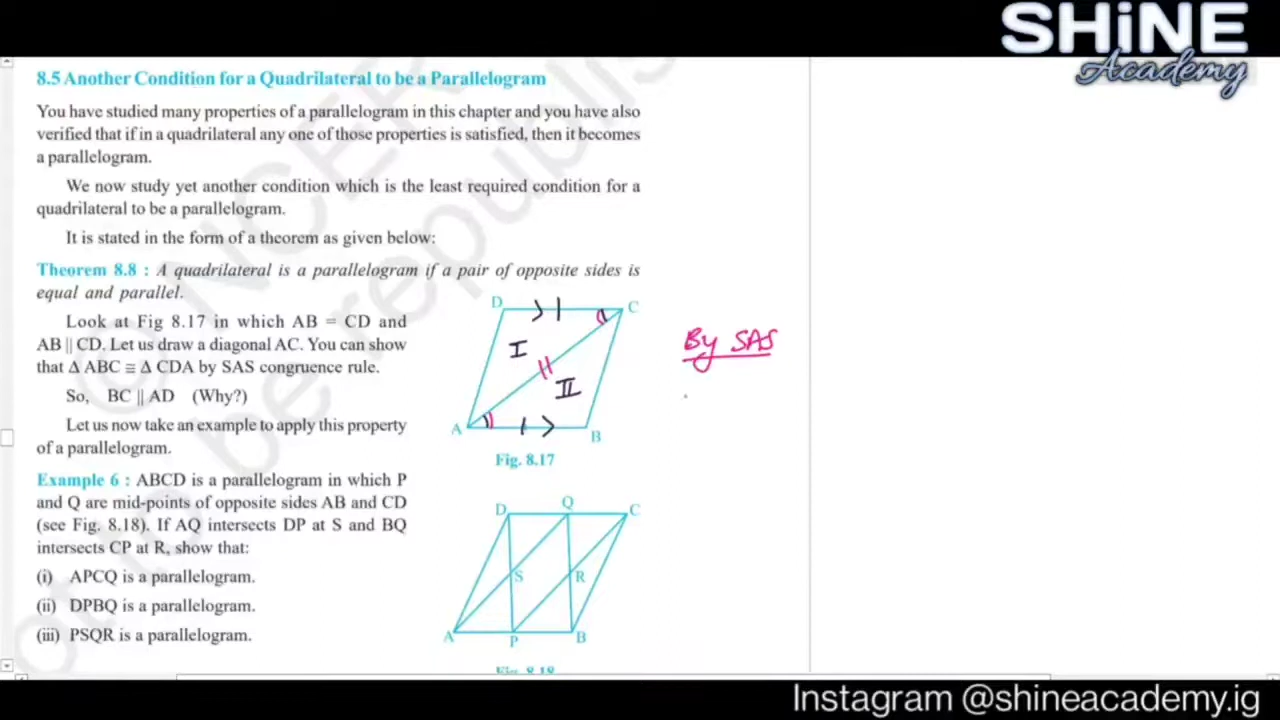 SHiNE
Academy
8.5 Another Condition for a Quadrilateral to be a Parallelogram
You have studied many properties of a parallelogram in this chapter and you have also
verified that if in a quadrilateral any one of those properties is satisfied, then it becomes
a parallelogram.
We now study yet another condition which is the least required condition for a
quadrilateral to be a parallelogram.
It is stated in the form of a theorem as given below:
Theorem 8.8 : A quadrilateral is a parallelogram if a pair of opposite sides is
equal and parallel.
Look at Fig 8.17 in which AB = CD and
AB || CD. Let us draw a diagonal AC. You can show
that Δ ABC ≅ Δ CDA by SAS congruence rule.
So, BC || AD (Why?)
Let us now take an example to apply this property
of a parallelogram.
D C
I
II
A B
Fig. 8.17
By SAS
Example 6 : ABCD is a parallelogram in which P
and Q are mid-points of opposite sides AB and CD
(see Fig. 8.18). If AQ intersects DP at S and BQ
intersects CP at R, show that:
(i) APCQ is a parallelogram.
(ii) DPBQ is a parallelogram.
(iii) PSQR is a parallelogram.
D Q C
S R
A P B
Fig. 8.18
© NCERT
not to be republis
Instagram @shineacademy.ig